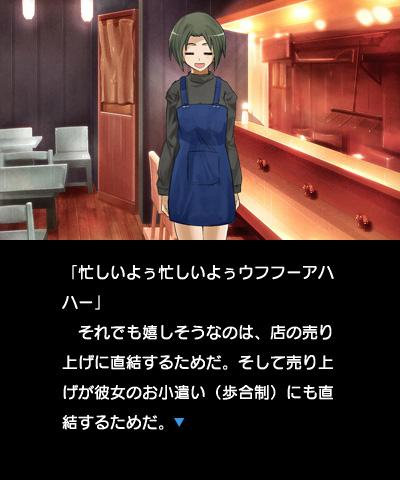 「忙しいよぅ忙しいよぅウフフーアハ
ハー」
　それでも嬉しそうなのは、店の売り
上げに直結するためだ。そして売り上
げが彼女のお小遣い（歩合制）にも直
結するためだ。▼